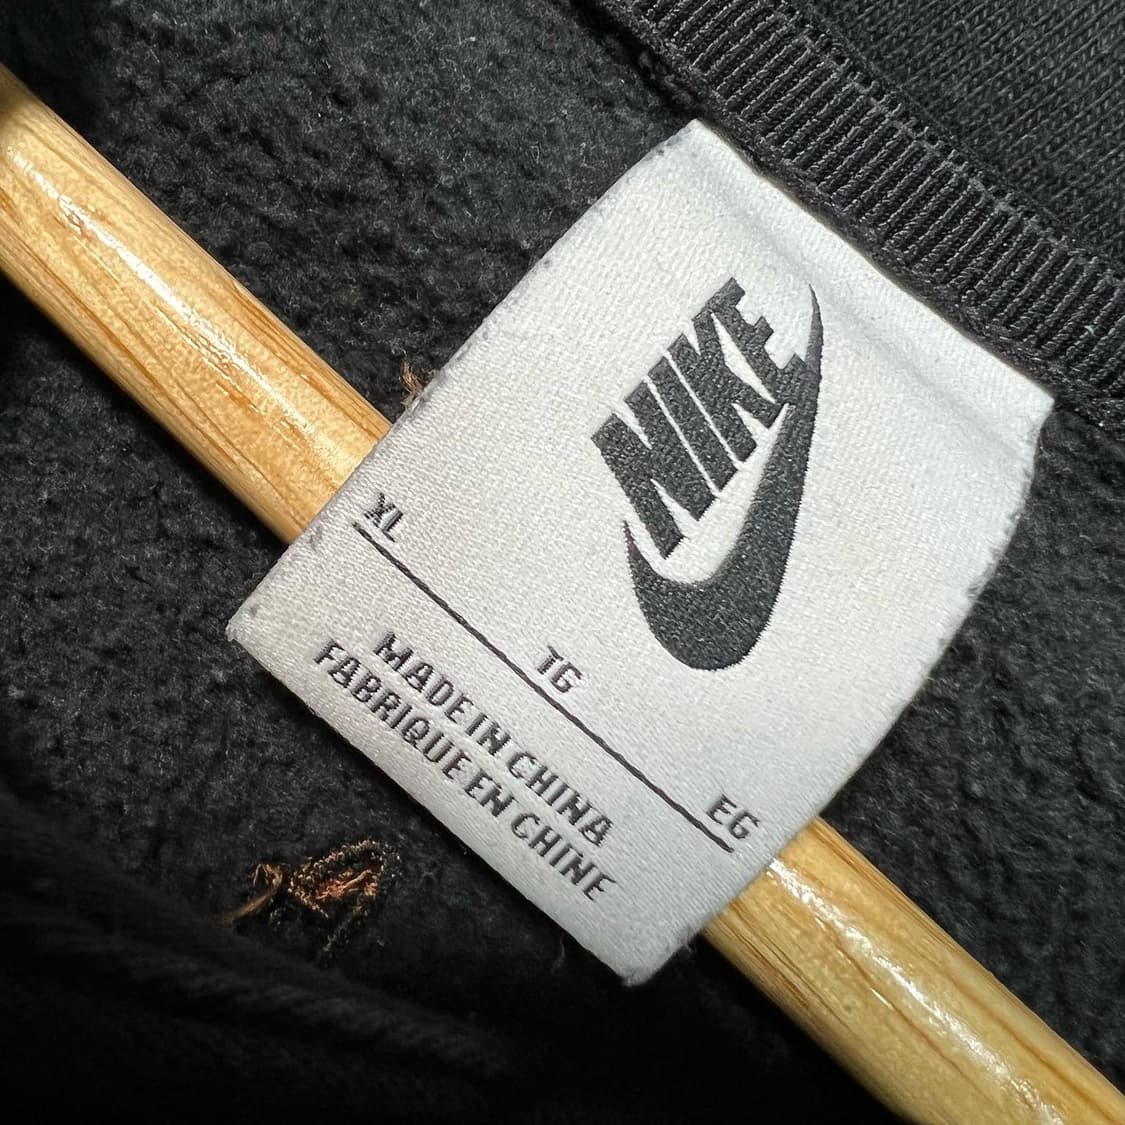 NIKE
XL TG EG
MADE IN CHINA
FABRIQUE EN CHINE